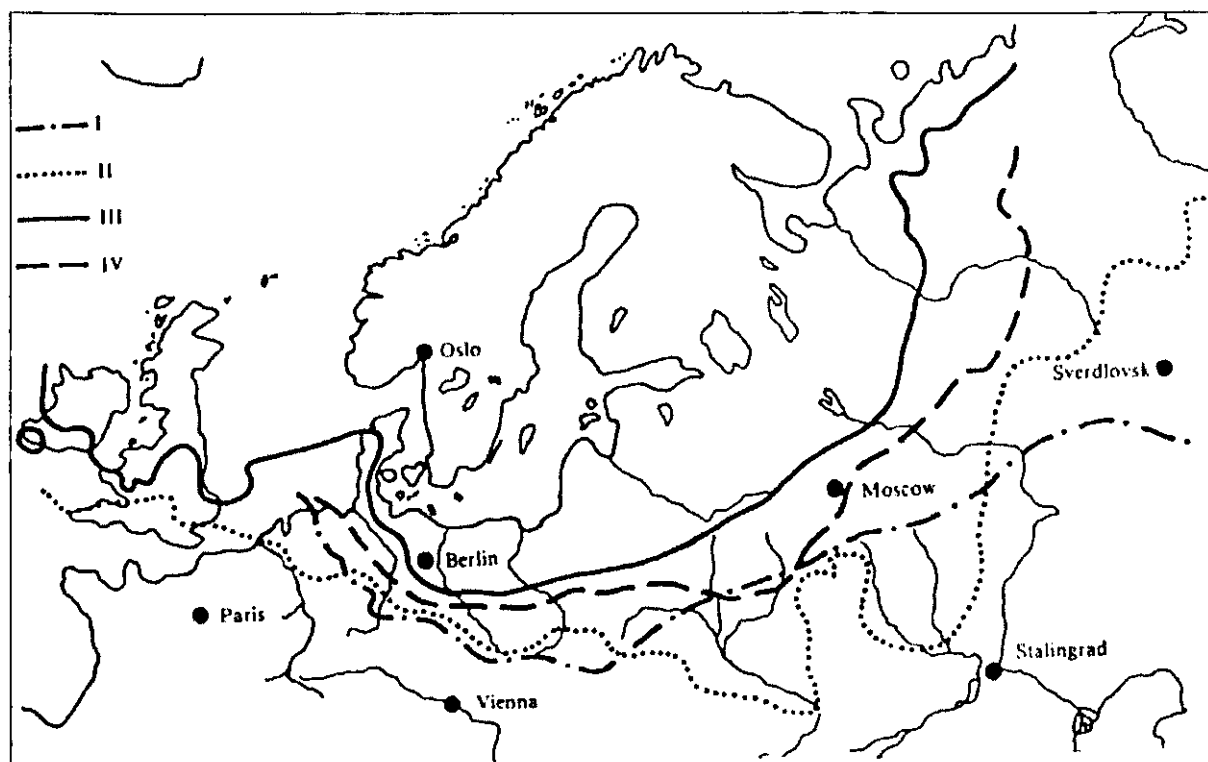 I
II
III
IV
Oslo
Sverdlovsk
Moscow
Berlin
Paris
Stalingrad
Vienna